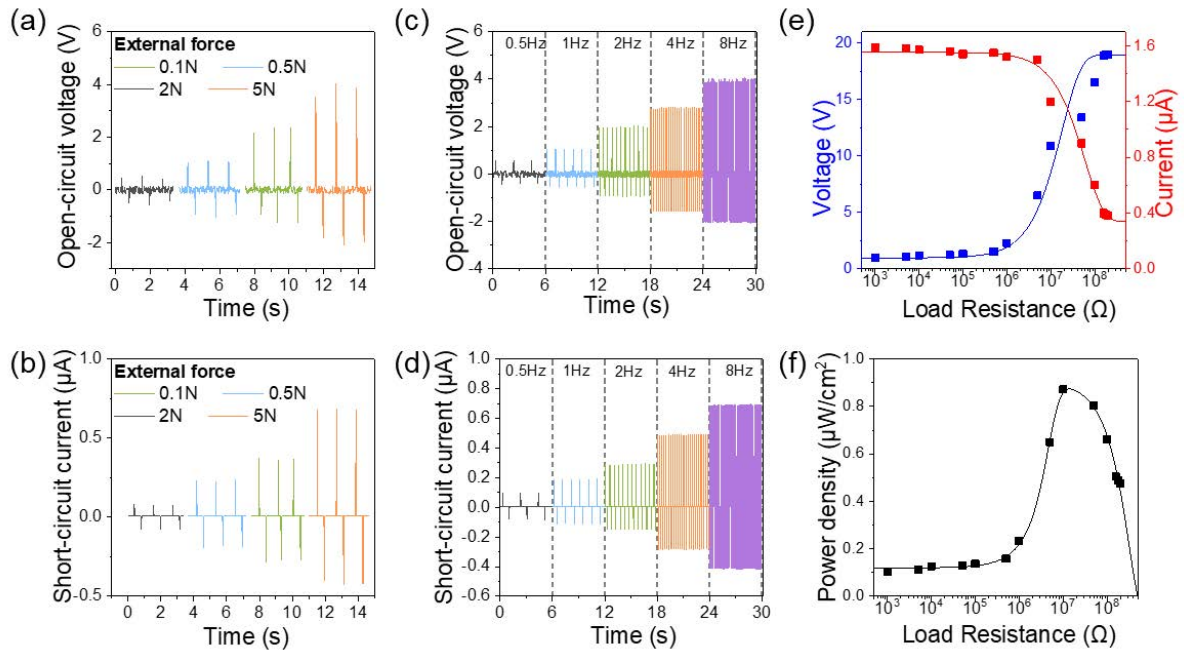 (a)
Open-circuit voltage (V)
6
4
2
0
-2
External force
0.1N 0.5N
2N 5N
0 2 4 6 8 10 12 14
Time (s)
(b)
Short-circuit current (µA)
1.0
0.5
0.0
-0.5
External force
0.1N 0.5N
2N 5N
0 2 4 6 8 10 12 14
Time (s)
(c)
Open-circuit voltage (V)
6
4
2
0
-2
-4
0.5Hz 1Hz 2Hz 4Hz 8Hz
0 6 12 18 24 30
Time (s)
(d)
Short-circuit current (µA)
1.0
0.8
0.6
0.4
0.2
0.0
-0.2
-0.4
-0.6
0.5Hz 1Hz 2Hz 4Hz 8Hz
0 6 12 18 24 30
Time (s)
(e)
Voltage (V)
20
15
10
5
0
Current (µA)
1.6
1.2
0.8
0.4
0.0
10³ 10⁴ 10⁵ 10⁶ 10⁷ 10⁸
Load Resistance (Ω)
(f)
Power density (µW/cm²)
1.0
0.8
0.6
0.4
0.2
0.0
10³ 10⁴ 10⁵ 10⁶ 10⁷ 10⁸
Load Resistance (Ω)